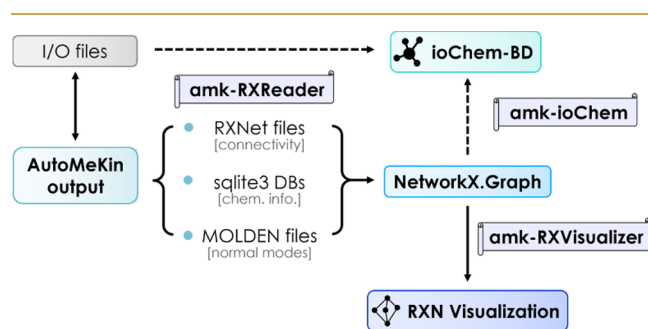 I/O files
ioChem-BD
amk-RXReader
amk-ioChem
RXNet files
[connectivity]
AutoMeKin
output
sqlite3 DBs
[chem. info.]
NetworkX.Graph
MOLDEN files
[normal modes]
amk-RXVisualizer
RXN Visualization